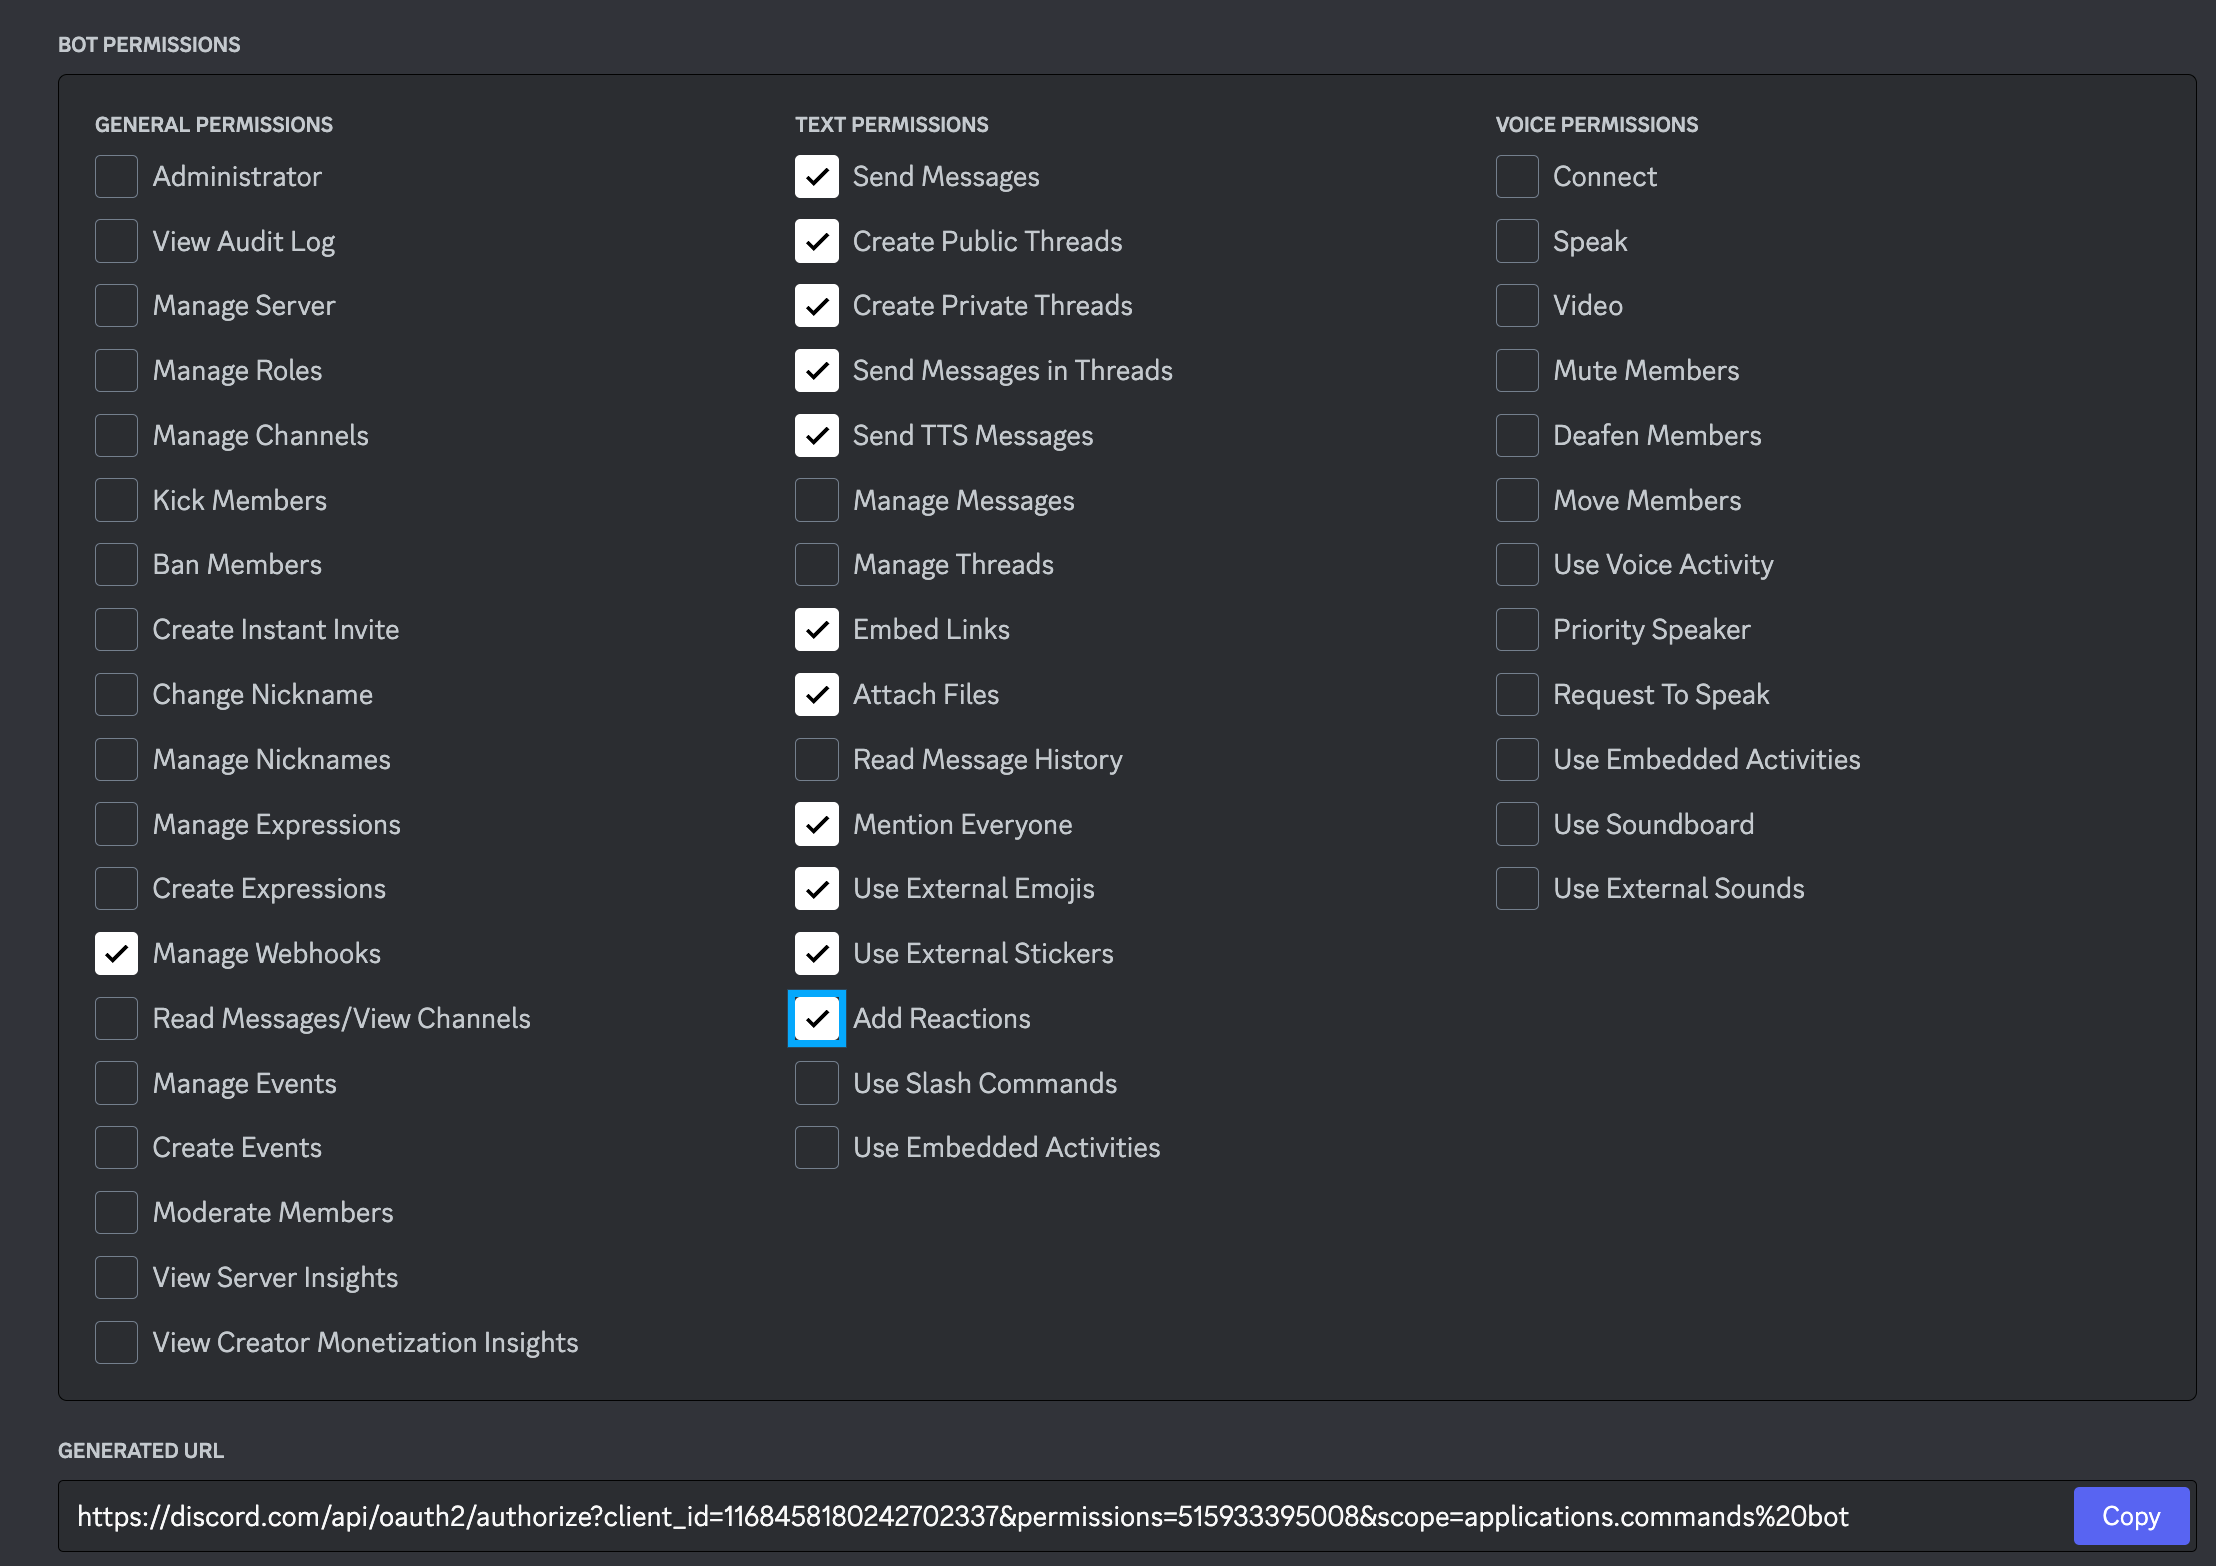 BOT PERMISSIONS
GENERAL PERMISSIONS
Administrator
View Audit Log
Manage Server
Manage Roles
Manage Channels
Kick Members
Ban Members
Create Instant Invite
Change Nickname
Manage Nicknames
Manage Expressions
Create Expressions
Manage Webhooks
Read Messages/View Channels
Manage Events
Create Events
Moderate Members
View Server Insights
View Creator Monetization Insights
TEXT PERMISSIONS
Send Messages
Create Public Threads
Create Private Threads
Send Messages in Threads
Send TTS Messages
Manage Messages
Manage Threads
Embed Links
Attach Files
Read Message History
Mention Everyone
Use External Emojis
Use External Stickers
Add Reactions
Use Slash Commands
Use Embedded Activities
VOICE PERMISSIONS
Connect
Speak
Video
Mute Members
Deafen Members
Move Members
Use Voice Activity
Priority Speaker
Request To Speak
Use Embedded Activities
Use Soundboard
Use External Sounds
GENERATED URL
https://discord.com/api/oauth2/authorize?client_id=1168458180242702337&permissions=515933395008&scope=applications.commands%20bot
Copy